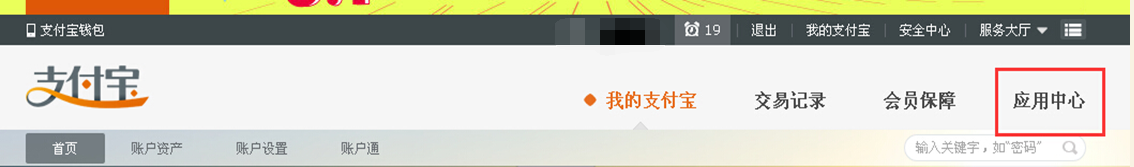 支付宝钱包 19 退出 我的支付宝 安全中心 服务大厅
支付宝 我的支付宝 交易记录 会员保障 应用中心
首页 账户资产 账户设置 账户通 输入关键字，如"密码"